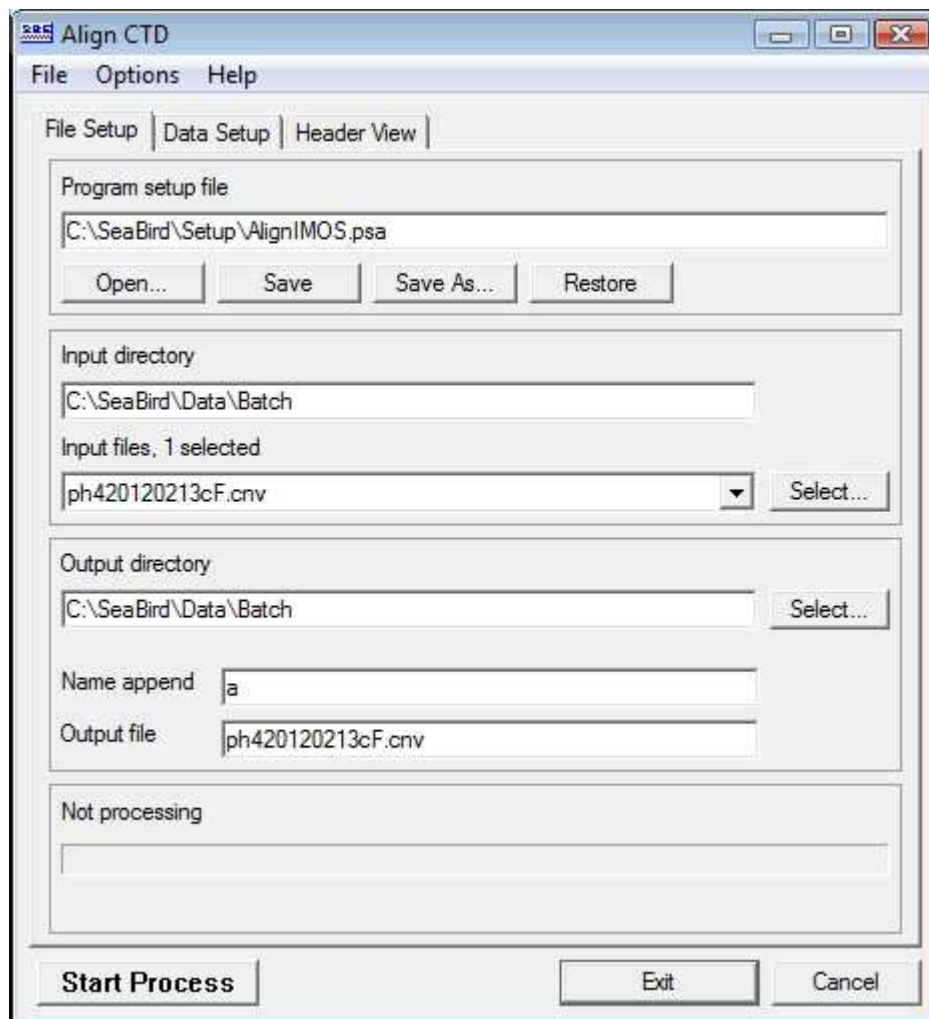 Align CTD
File Options Help
File Setup Data Setup Header View
Program setup file
C:\SeaBird\Setup\AlignIMOS.psa
Open... Save Save As... Restore
Input directory
C:\SeaBird\Data\Batch
Input files, 1 selected
ph420120213cF.cnv Select...
Output directory
C:\SeaBird\Data\Batch Select...
Name append a
Output file ph420120213cF.cnv
Not processing
Start Process Exit Cancel